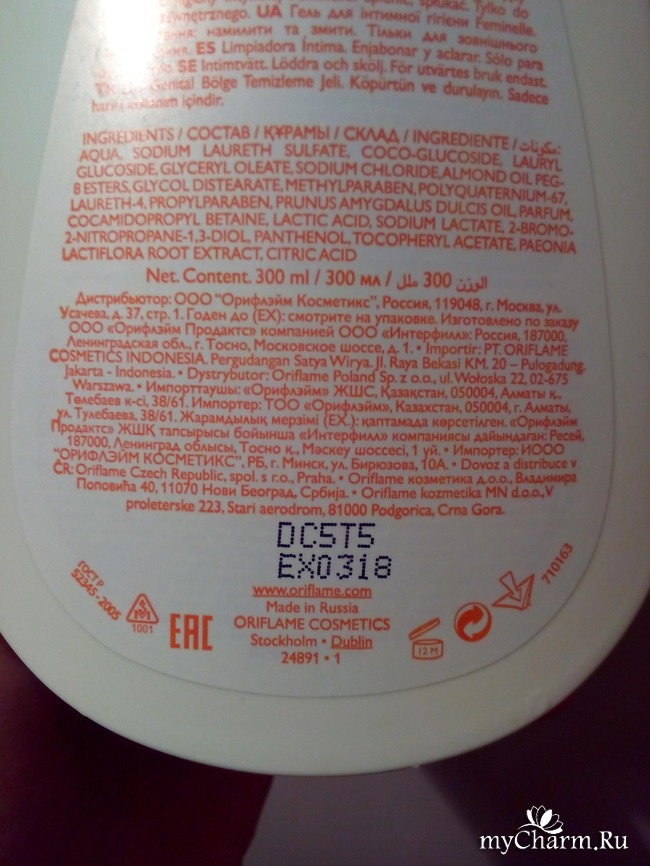 сплюкать. Только до
зовнешнего. UA Гель для інтимної гігієни Feminelle.
намилити та змити. Тільки для зовнішнього
ES Limpiadora Íntima. Enjabonar y aclarar. Sólo para
SE Intimtvätt. Löddra och skölj. För utvärtes bruk endast.
Genital Bölge Temizleme Jeli. Köpürtün ve durulayın. Sadece
kullanım içindir.
INGREDIENTS / СОСТАВ / ҚҰРАМЫ / СКЛАД / INGREDIENTE / مكونات:
AQUA, SODIUM LAURETH SULFATE, COCO-GLUCOSIDE, LAURYL
GLUCOSIDE, GLYCERYL OLEATE, SODIUM CHLORIDE, ALMOND OIL PEG-
8 ESTERS, GLYCOL DISTEARATE, METHYLPARABEN, POLYQUATERNIUM-67,
LAURETH-4, PROPYLPARABEN, PRUNUS AMYGDALUS DULCIS OIL, PARFUM,
COCAMIDOPROPYL BETAINE, LACTIC ACID, SODIUM LACTATE, 2-BROMO-
2-NITROPROPANE-1,3-DIOL, PANTHENOL, TOCOPHERYL ACETATE, PAEONIA
LACTIFLORA ROOT EXTRACT, CITRIC ACID
Net. Content. 300 ml / 300 мл / الوزن 300 ملل
Дистрибьютор: ООО "Орифлэйм Косметикс", Россия, 119048, г. Москва, ул.
Усачева, д. 37, стр. 1. Годен до (EX): смотрите на упаковке. Изготовлено по заказу
ООО «Орифлэйм Продактс» компанией ООО «Интерфилл»: Россия, 187000,
Ленинградская обл., г. Тосно, Московское шоссе, д. 1. • Importir: PT. ORIFLAME
COSMETICS INDONESIA. Pergudangan Satya Wirya. Jl. Raya Bekasi KM. 20 – Pulogadung,
Jakarta - Indonesia. • Dystrybutor: Oriflame Poland Sp. z o.o., ul. Wołoska 22, 02-675
Warszawa. • Импорттаушы: «Орифлэйм» ЖШС, Қазақстан, 050004, Алматы қ.,
Төлебаев к-сі, 38/61. Импортер: ТОО «Орифлэйм», Казахстан, 050004, г. Алматы,
ул. Тулебаева, 38/61. Жарамдылық мерзімі (EX.): қаптамада көрсетілген. «Орифлэйм
Продактс» ЖШҚ тапсырысы бойынша «Интерфилл» компаниясы дайындаған: Ресей,
187000, Ленинград облысы, Тосно қ., Мәскеу шоссесі, 1 үй. • Импортер: ИООО
"ОРИФЛЭЙМ КОСМЕТИКС", РБ, г. Минск, ул. Бирюзова, 10А. • Dovoz a distribuce v
ČR: Oriflame Czech Republic, spol. s r.o., Praha. • Oriflame kozmetika д.о.о., Владимира
Поповића 40, 11070 Нови Београд, Србија. • Oriflame kozmetika MN d.o.o., V
proleterske 223, Stari aerodrom, 81000 Podgorica, Crna Gora.
DC5T5
EX0318
www.oriflame.com
Made in Russia
ORIFLAME COSMETICS
Stockholm • Dublin
24891 • 1
ГОСТ Р
52345-2005
1001
EAC
12 M
710163
myCharm.Ru